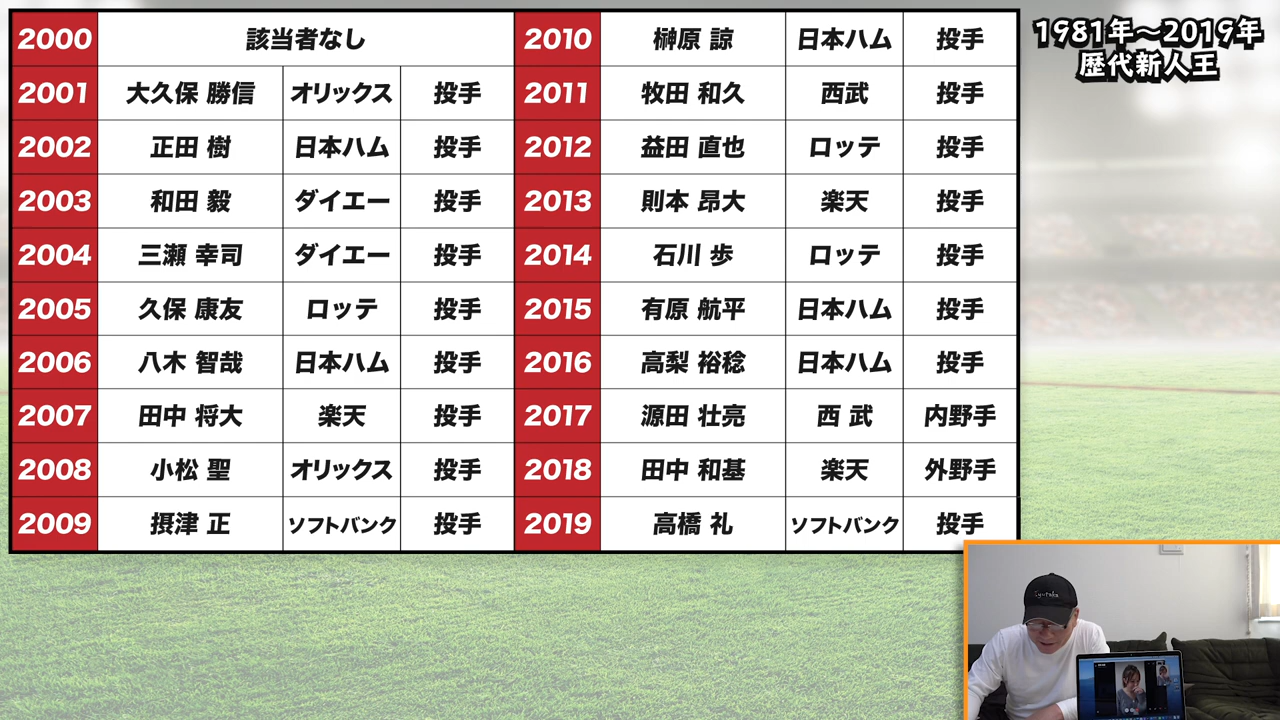 1981年～2019年
歴代新人王
2000 該当者なし
2001 大久保 勝信 オリックス 投手
2002 正田 樹 日本ハム 投手
2003 和田 毅 ダイエー 投手
2004 三瀬 幸司 ダイエー 投手
2005 久保 康友 ロッテ 投手
2006 八木 智哉 日本ハム 投手
2007 田中 将大 楽天 投手
2008 小松 聖 オリックス 投手
2009 摂津 正 ソフトバンク 投手
2010 榊原 諒 日本ハム 投手
2011 牧田 和久 西武 投手
2012 益田 直也 ロッテ 投手
2013 則本 昂大 楽天 投手
2014 石川 歩 ロッテ 投手
2015 有原 航平 日本ハム 投手
2016 高梨 裕稔 日本ハム 投手
2017 源田 壮亮 西 武 内野手
2018 田中 和基 楽天 外野手
2019 高橋 礼 ソフトバンク 投手